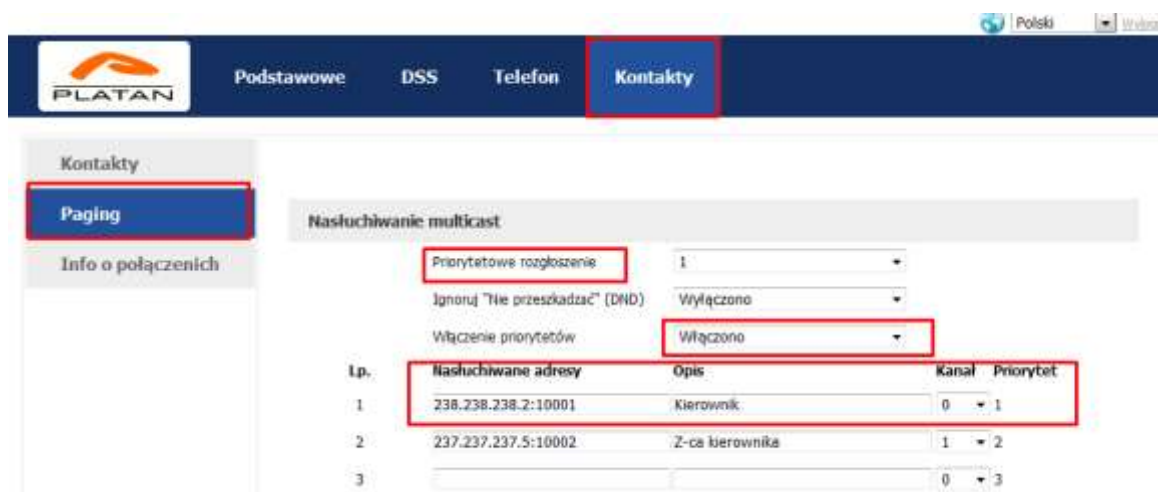 Polski
PLATAN
Podstawowe DSS Telefon Kontakty
Kontakty
Paging
Info o połączenich
Nasłuchiwanie multicast
Priorytetowe rozgłoszenie 1
Ignoruj "Nie przeszkadzać" (DND) Wyłączono
Włączenie priorytetów Włączono
Lp. Nasłuchiwane adresy Opis Kanał Priorytet
1 238.238.238.2:10001 Kierownik 0 1
2 237.237.237.5:10002 Z-ca kierownika 1 2
3 0 3